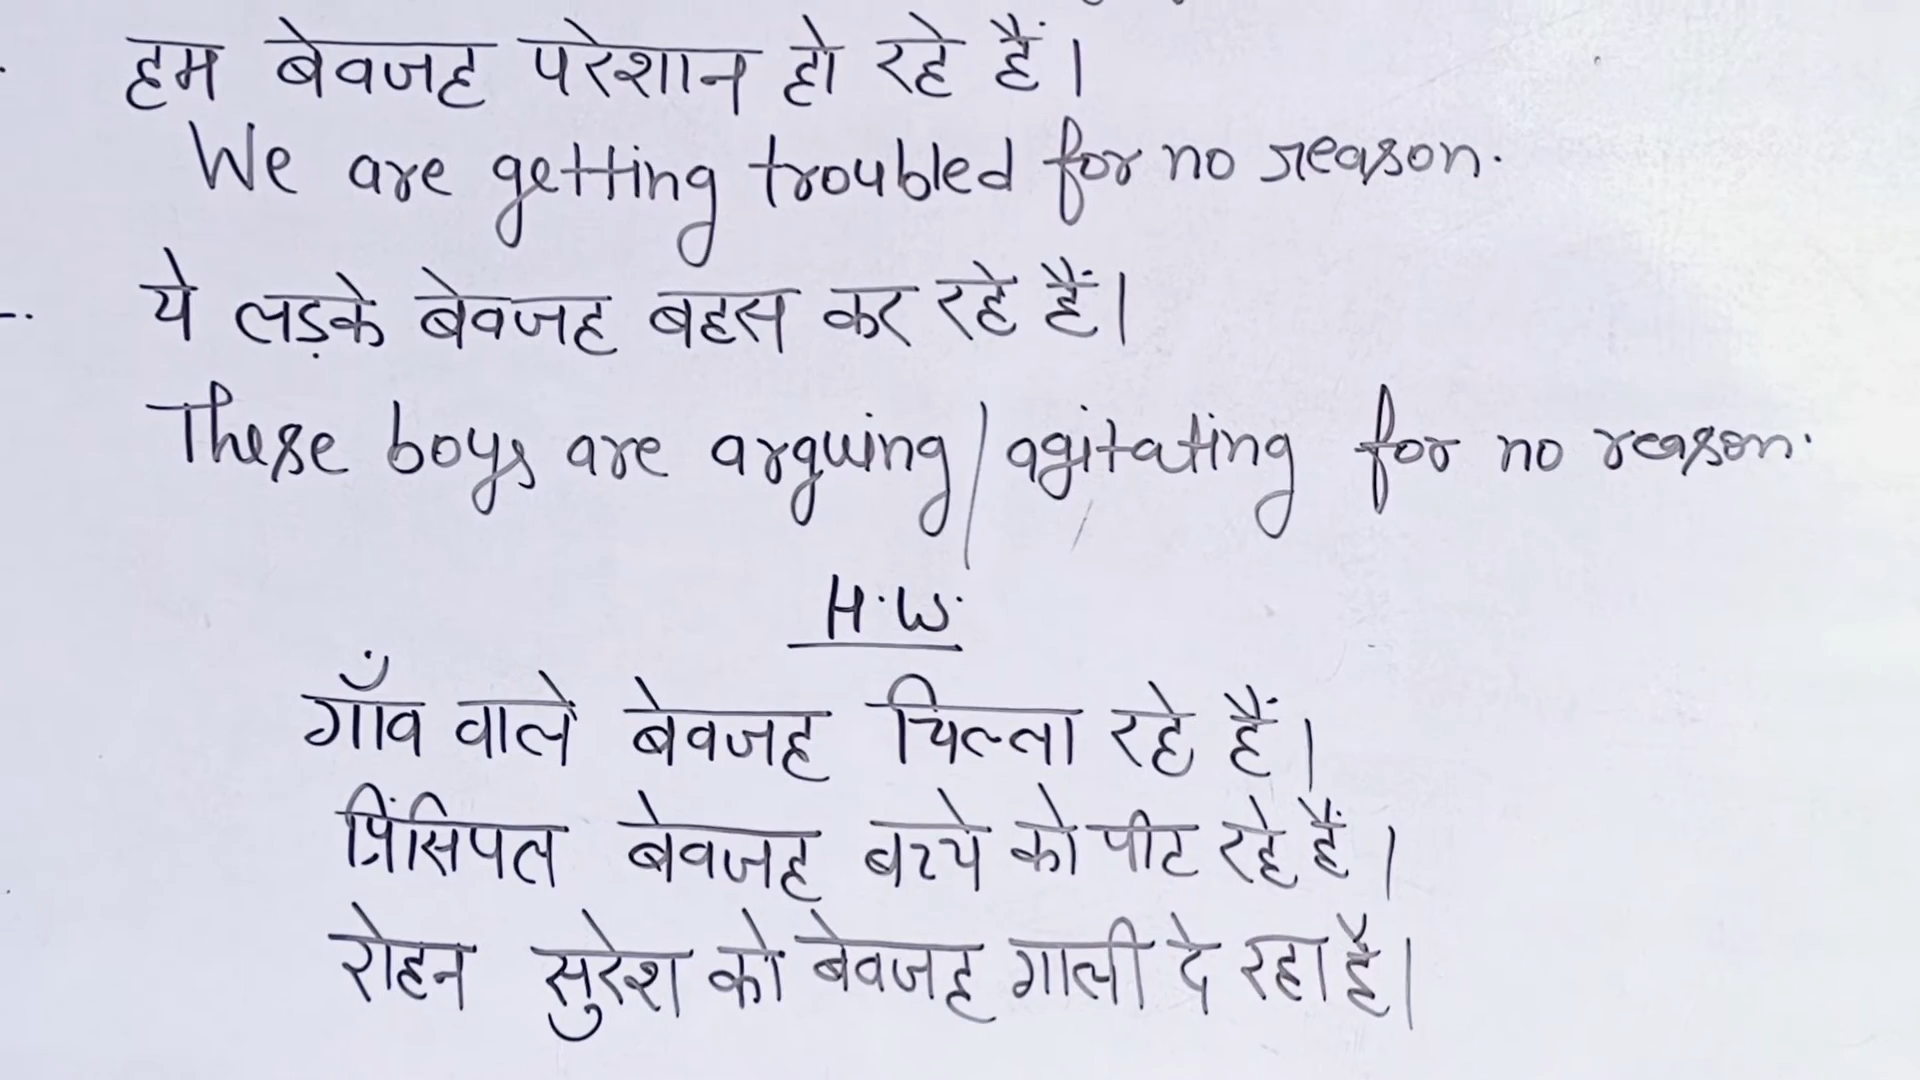 हम बेवजह परेशान हो रहे हैं।
We are getting troubled for no reason.
ये लड़के बेवजह बहस कर रहे हैं।
These boys are arguing / agitating for no reason.
H.W.
गाँव वाले बेवजह चिल्ला रहे हैं।
प्रिंसिपल बेवजह बच्चे को पीट रहे हैं।
रोहन सुरेश को बेवजह गाली दे रहा है।